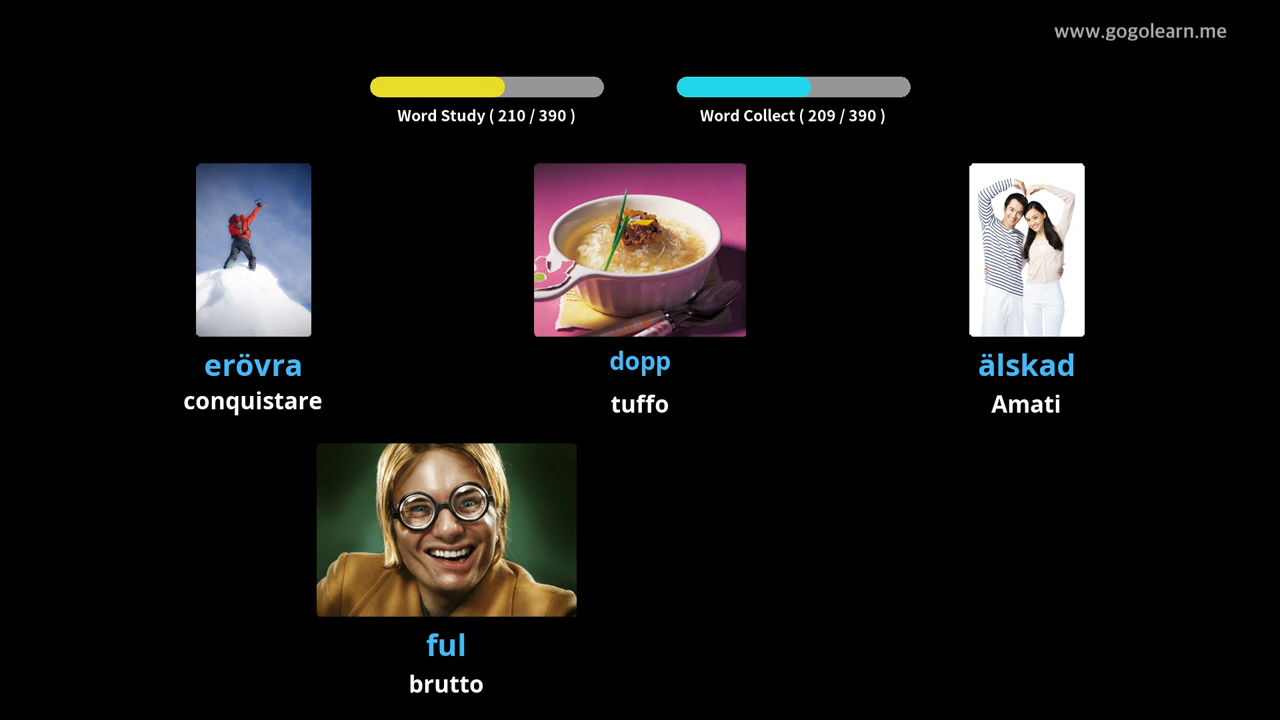 www.gogolearn.me
Word Study ( 210 / 390 )
Word Collect ( 209 / 390 )
erövra
conquistare
dopp
tuffo
älskad
Amati
ful
brutto